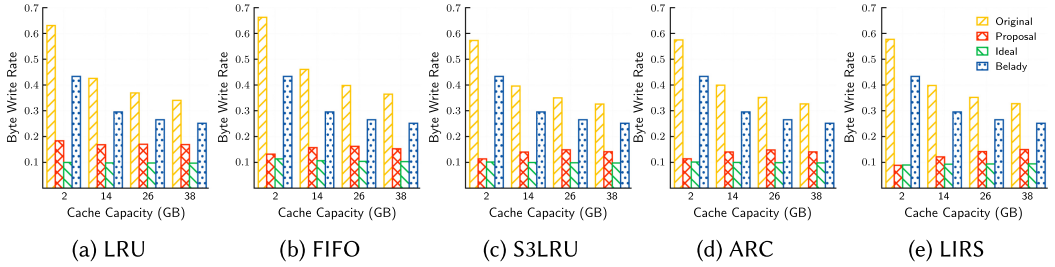 0.7
0.6
0.5
0.4
0.3
0.2
0.1
Byte Write Rate
2 14 26 38
Cache Capacity (GB)
(a) LRU
0.7
0.6
0.5
0.4
0.3
0.2
0.1
Byte Write Rate
2 14 26 38
Cache Capacity (GB)
(b) FIFO
0.7
0.6
0.5
0.4
0.3
0.2
0.1
Byte Write Rate
2 14 26 38
Cache Capacity (GB)
(c) S3LRU
0.7
0.6
0.5
0.4
0.3
0.2
0.1
Byte Write Rate
2 14 26 38
Cache Capacity (GB)
(d) ARC
0.7
0.6
0.5
0.4
0.3
0.2
0.1
Byte Write Rate
Original
Proposal
Ideal
Belady
2 14 26 38
Cache Capacity (GB)
(e) LIRS